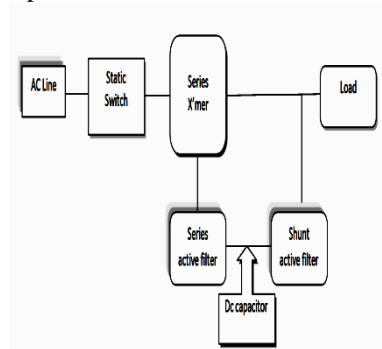 AC Line
Static
Switch
Series
X'mer
Load
Series
active filter
Shunt
active filter
Dc capacitor